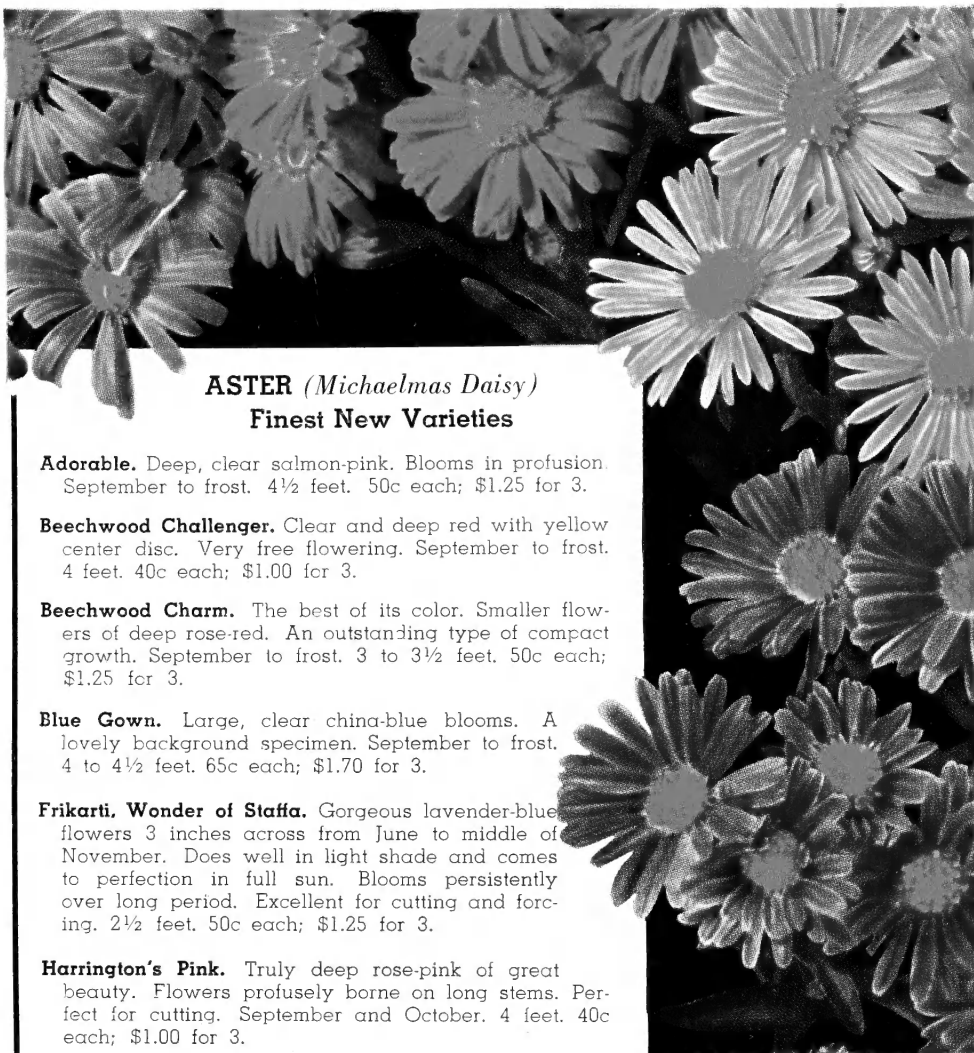 ASTER (Michaelmas Daisy)
Finest New Varieties
Adorable. Deep, clear salmon-pink. Blooms in profusion.
September to frost. 4½ feet. 50c each; $1.25 for 3.
Beechwood Challenger. Clear and deep red with yellow
center disc. Very free flowering. September to frost.
4 feet. 40c each; $1.00 for 3.
Beechwood Charm. The best of its color. Smaller flow-
ers of deep rose-red. An outstanding type of compact
growth. September to frost. 3 to 3½ feet. 50c each;
$1.25 for 3.
Blue Gown. Large, clear china-blue blooms. A
lovely background specimen. September to frost.
4 to 4½ feet. 65c each; $1.70 for 3.
Frikarti, Wonder of Staffa. Gorgeous lavender-blue
flowers 3 inches across from June to middle of
November. Does well in light shade and comes
to perfection in full sun. Blooms persistently
over long period. Excellent for cutting and forc-
ing. 2½ feet. 50c each; $1.25 for 3.
Harrington's Pink. Truly deep rose-pink of great
beauty. Flowers profusely borne on long stems. Per-
fect for cutting. September and October. 4 feet. 40c
each; $1.00 for 3.